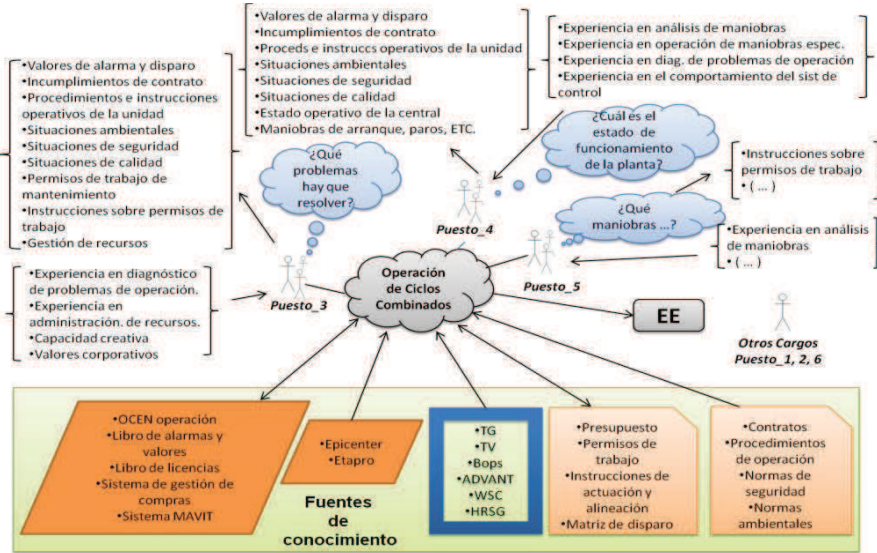 •Valores de alarma y disparo
•Incumplimientos de contrato
•Procedimientos e instrucciones
operativos de la unidad
•Situaciones ambientales
•Situaciones de seguridad
•Situaciones de calidad
•Permisos de trabajo de
mantenimiento
•Instrucciones sobre permisos de
trabajo
•Gestión de recursos
•Valores de alarma y disparo
•Incumplimientos de contrato
•Proceds e instruccs operativos de la unidad
•Situaciones ambientales
•Situaciones de seguridad
•Situaciones de calidad
•Estado operativo de la central
•Maniobras de arranque, paros, ETC.
•Experiencia en análisis de maniobras
•Experiencia en operación de maniobras espec.
•Experiencia en diag. de problemas de operación
•Experiencia en el comportamiento del sist de
control
¿Qué
problemas
hay que
resolver?
¿Cuál es el
estado de
funcionamiento
de la planta?
¿Qué
maniobras ...?
•Instrucciones sobre
permisos de trabajo
• ( ... )
•Experiencia en análisis
de maniobras
• ( ... )
Puesto_4
Puesto_5
Puesto_3
•Experiencia en diagnóstico
de problemas de operación.
•Experiencia en
administración. de recursos.
•Capacidad creativa
•Valores corporativos
Operación
de Ciclos
Combinados
EE
Otros Cargos
Puesto_1, 2, 6
•OCEN operación
•Libro de alarmas y
valores
•Libro de licencias
•Sistema de gestión de
compras
•Sistema MAVIT
•Epicenter
•Etapro
Fuentes
de
conocimiento
•TG
•TV
•Bops
•ADVANT
•WSC
•HRSG
•Presupuesto
•Permisos de
trabajo
•Instrucciones de
actuación y
alineación
•Matriz de disparo
•Contratos
•Procedimientos
de operación
•Normas de
seguridad
•Normas
ambientales